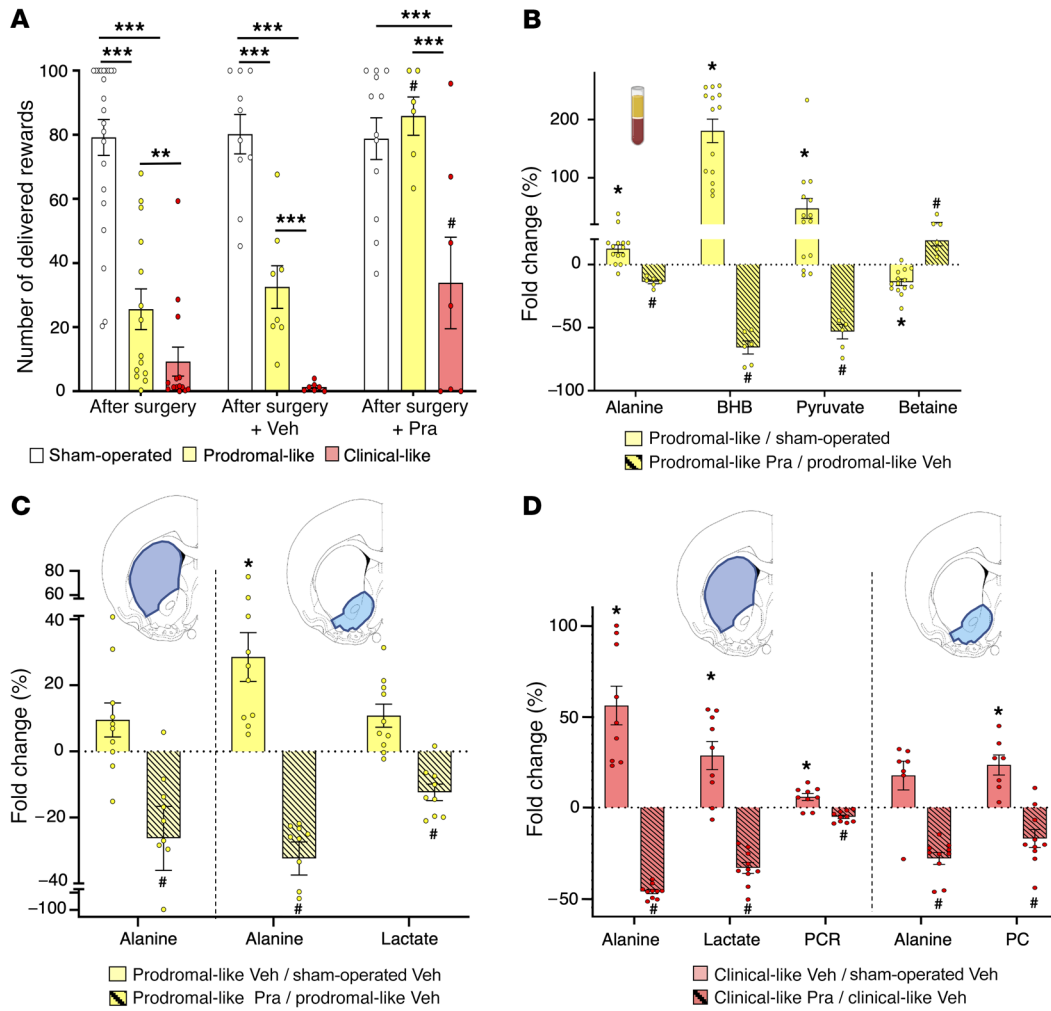 A
***
***
***
***
***
***
**
***
#
#
Number of delivered rewards
100
80
60
40
20
0
After surgery
After surgery
+ Veh
After surgery
+ Pra
Sham-operated
Prodromal-like
Clinical-like
B
Fold change (%)
200
100
0
−50
−100
*
*
*
*
#
#
#
#
Alanine
BHB
Pyruvate
Betaine
Prodromal-like / sham-operated
Prodromal-like Pra / prodromal-like Veh
C
Fold change (%)
80
60
40
20
0
−20
−40
−100
*
#
#
#
Alanine
Alanine
Lactate
Prodromal-like Veh / sham-operated Veh
Prodromal-like Pra / prodromal-like Veh
D
Fold change (%)
100
50
0
−50
*
*
*
*
#
#
#
#
#
Alanine
Lactate
PCR
Alanine
PC
Clinical-like Veh / sham-operated Veh
Clinical-like Pra / clinical-like Veh